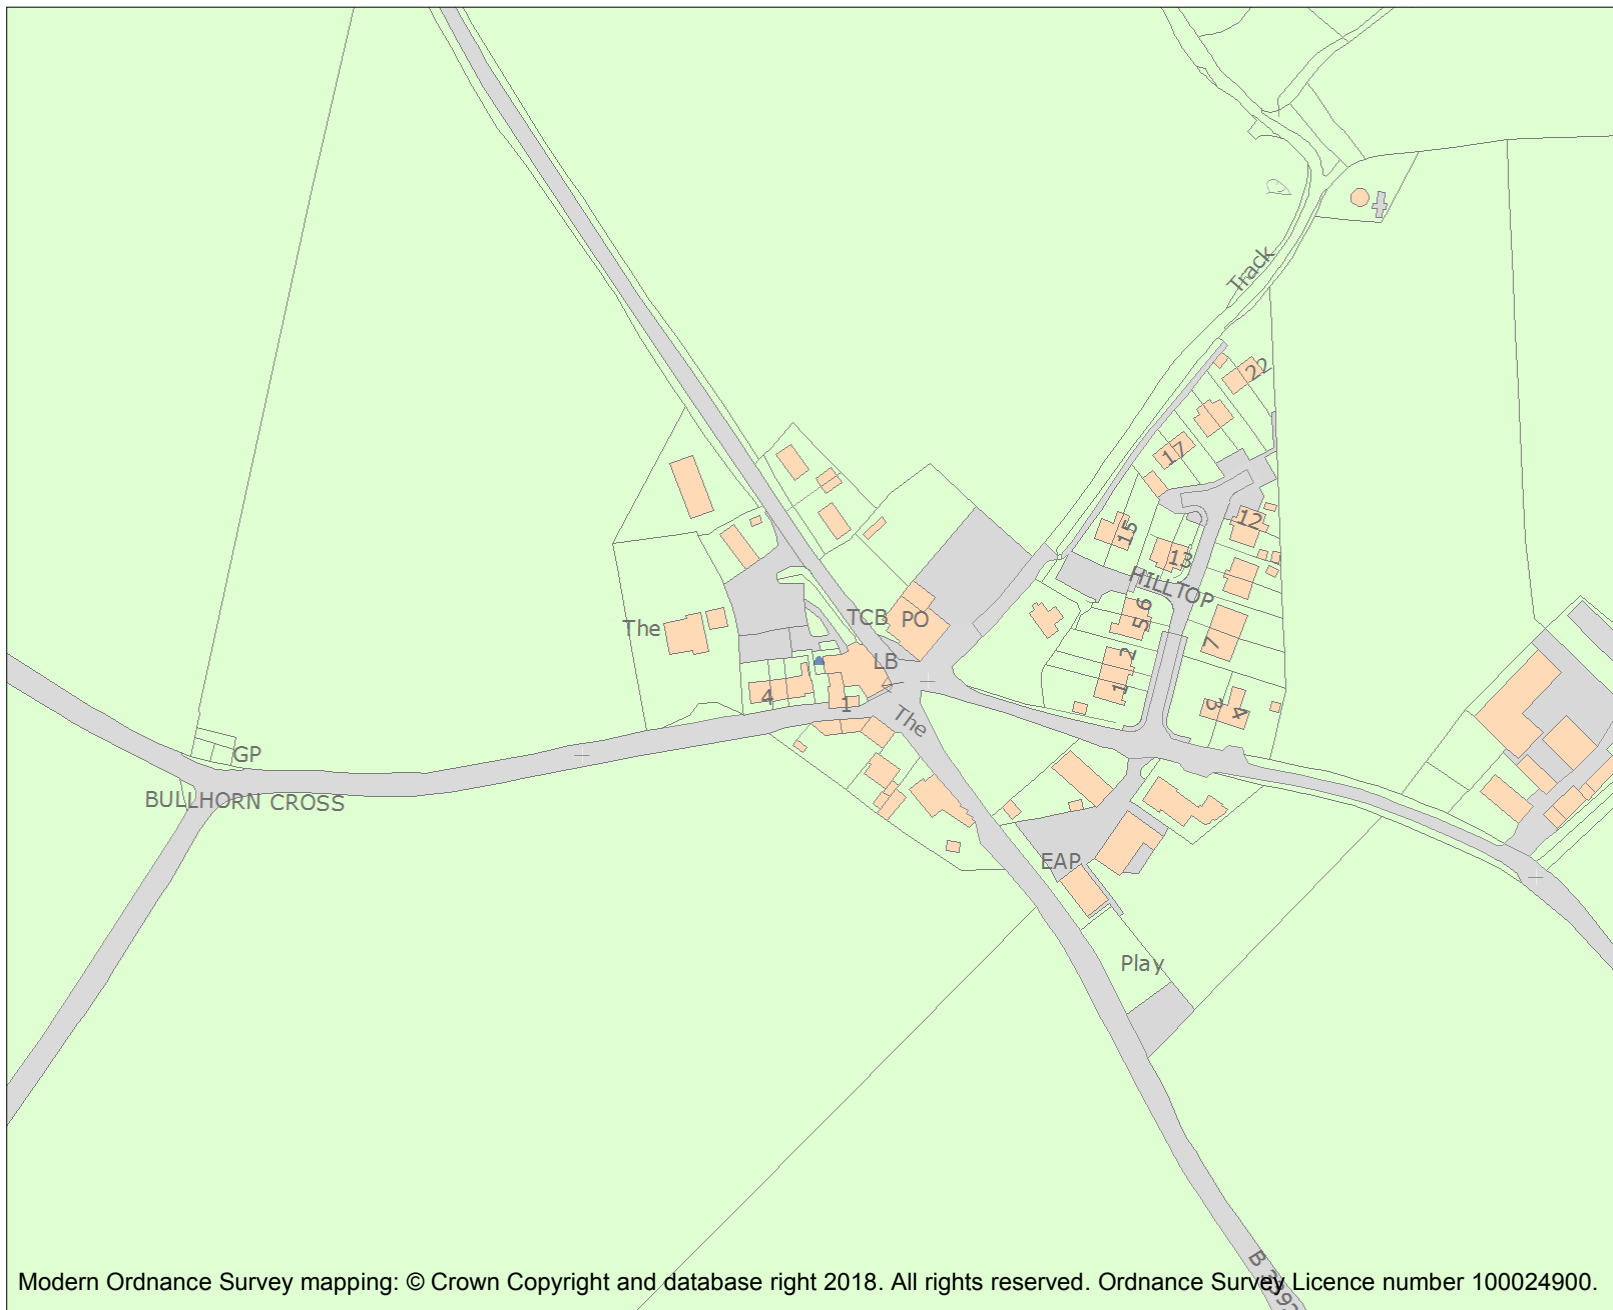 Track
22
17
12
15
13
HILLTOP
6
5
TCB
PO
The
7
2
LB
1
4
1
3
4
The
GP
BULLHORN CROSS
EAP
Play
Modern Ordnance Survey mapping: © Crown Copyright and database right 2018. All rights reserved. Ordnance Survey Licence number 100024900.